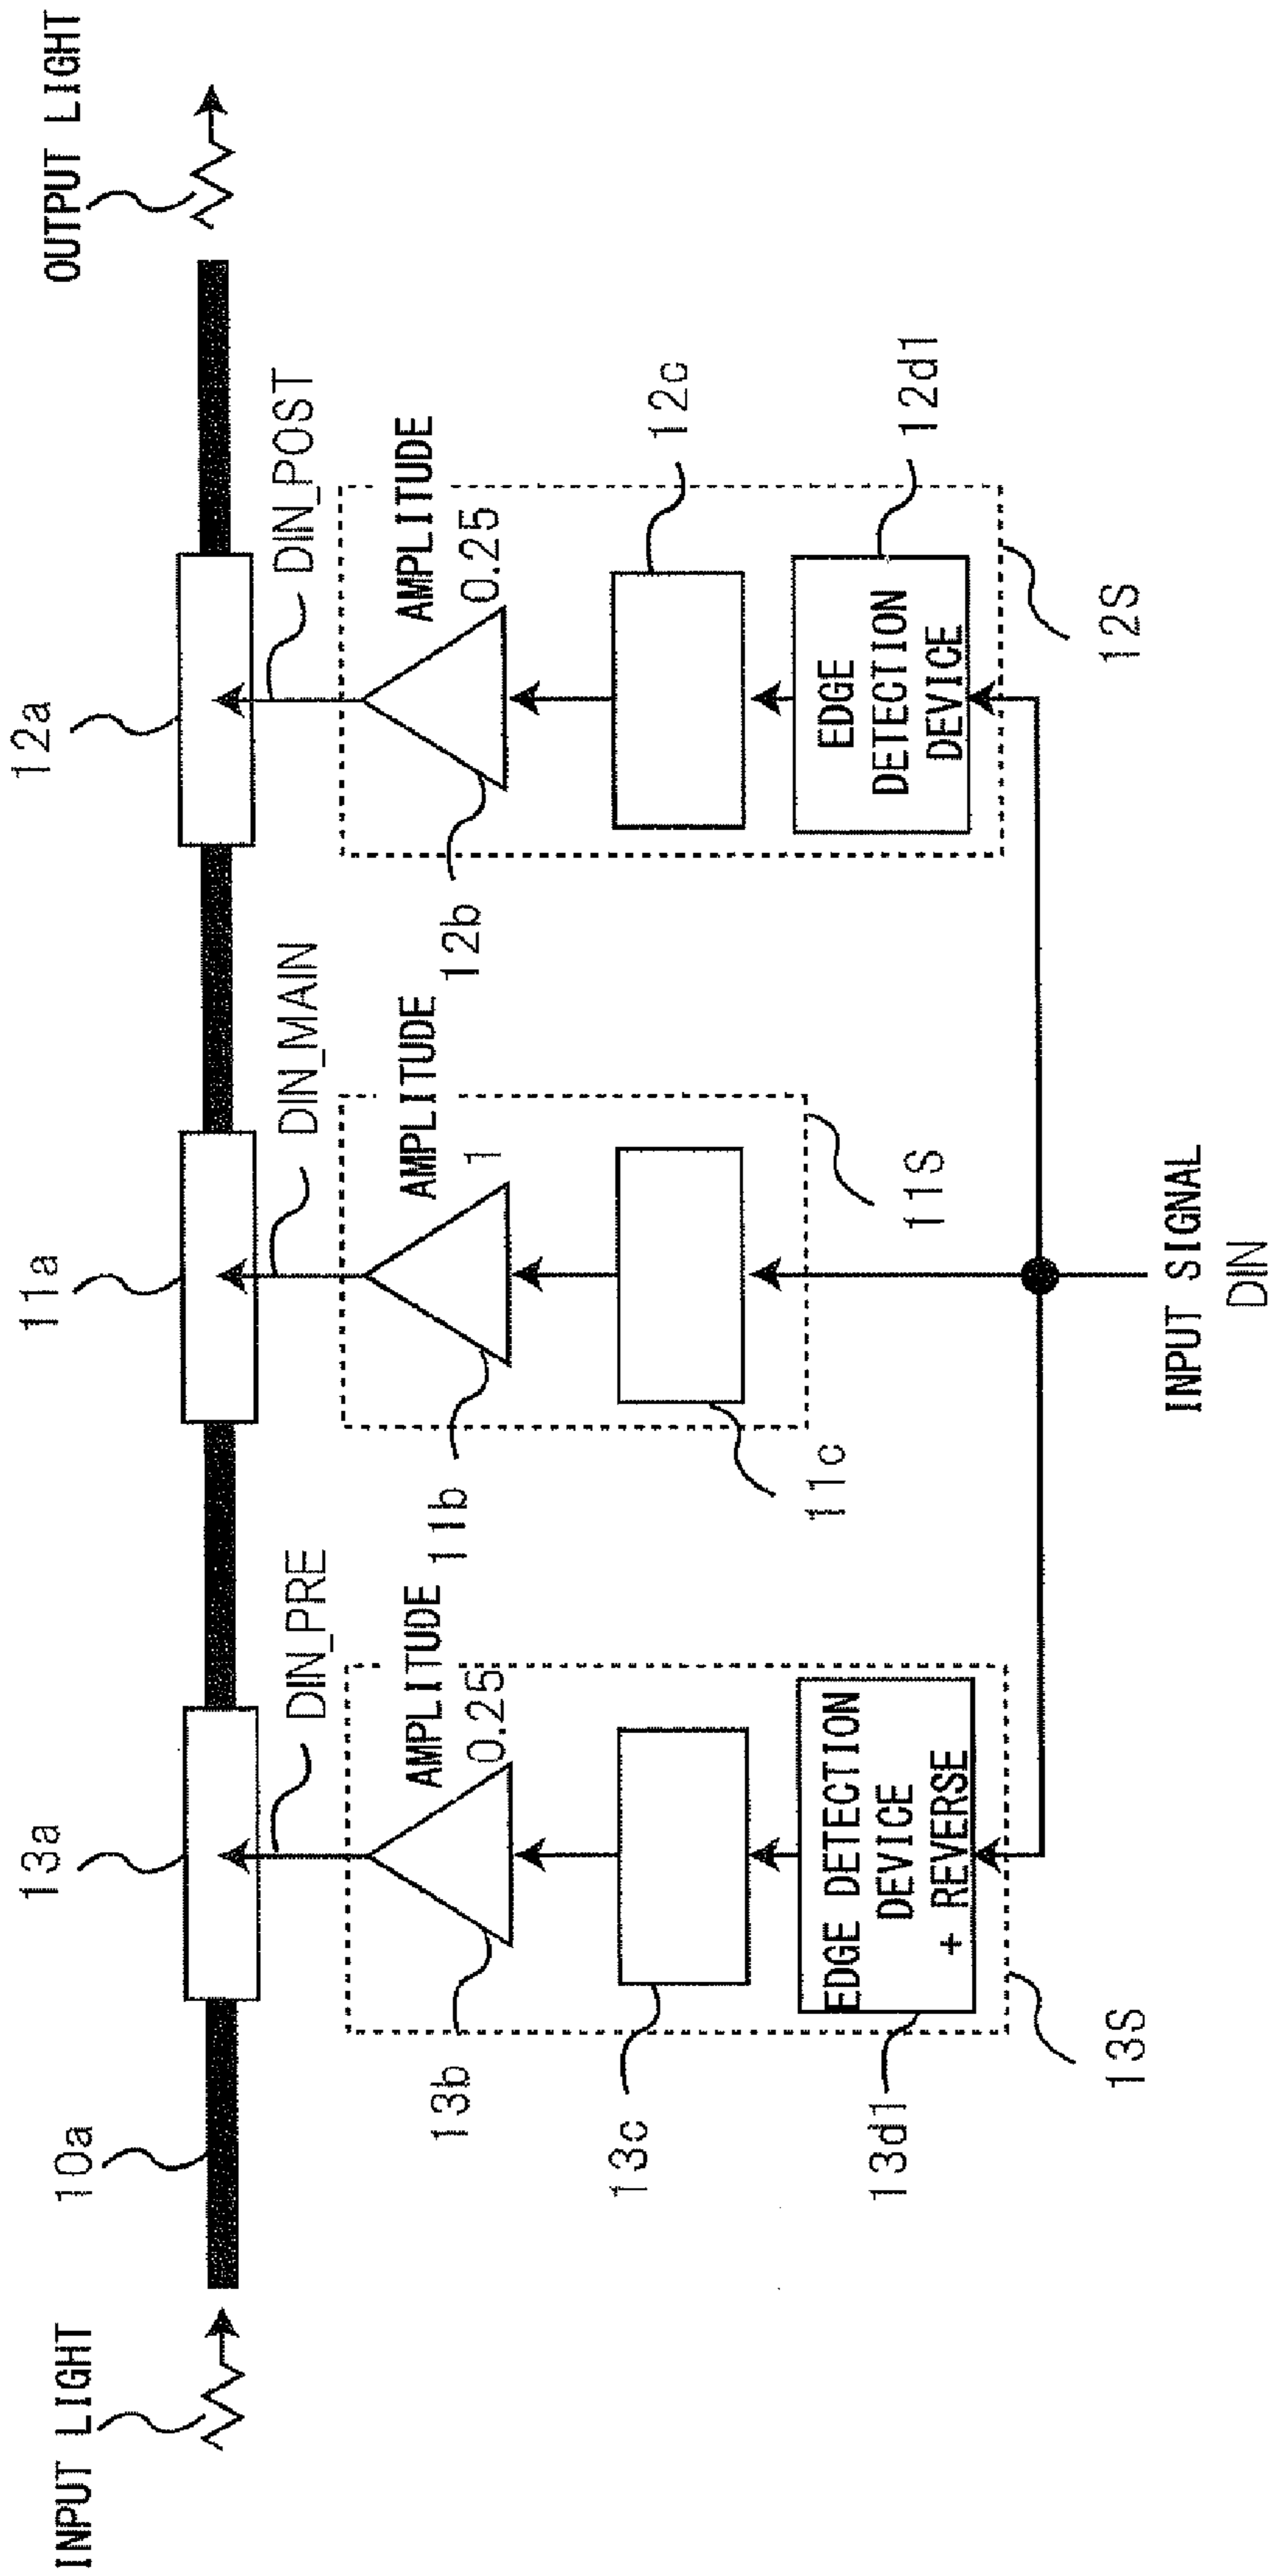 INPUT LIGHT
OUTPUT LIGHT
10a
13a
11a
12a
DIN_PRE
DIN_MAIN
DIN_POST
AMPLITUDE
0.25
AMPLITUDE
1
AMPLITUDE
0.25
13b
11b
12b
13c
11c
12c
EDGE DETECTION
DEVICE
+ REVERSE
EDGE
DETECTION
DEVICE
13d1
12d1
13S
11S
12S
INPUT SIGNAL
DIN